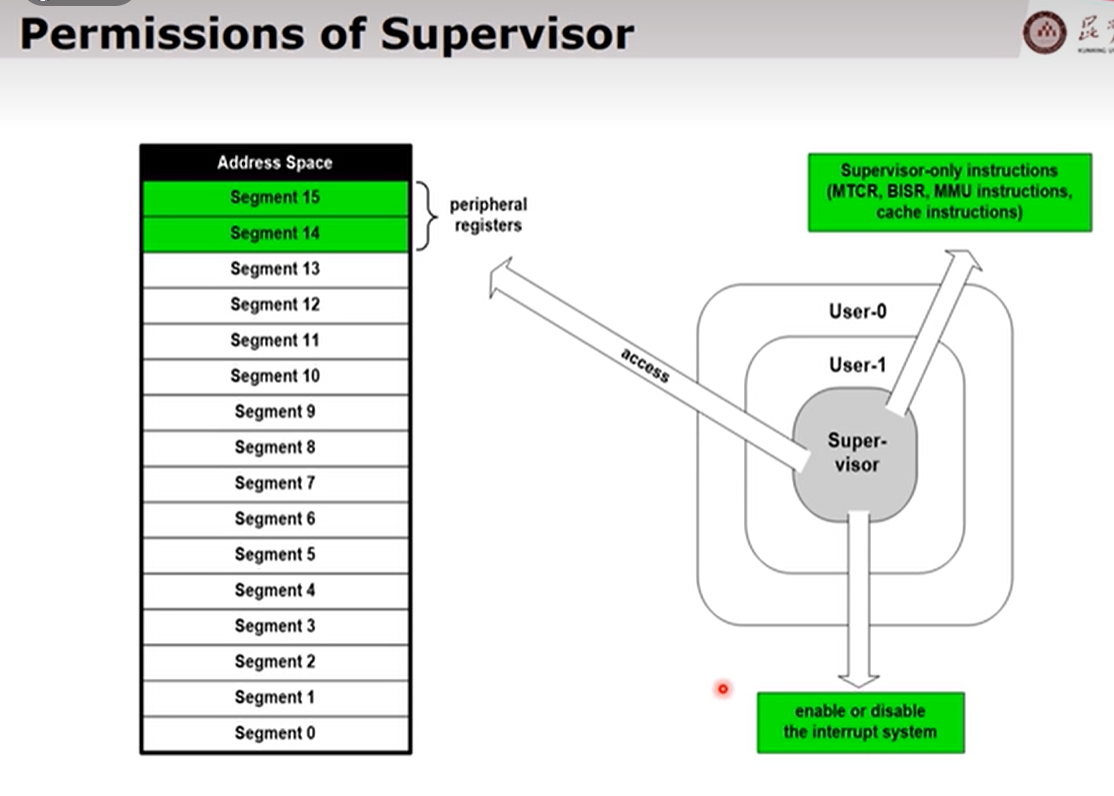 Permissions of Supervisor
Address Space
Segment 15
Segment 14
Segment 13
Segment 12
Segment 11
Segment 10
Segment 9
Segment 8
Segment 7
Segment 6
Segment 5
Segment 4
Segment 3
Segment 2
Segment 1
Segment 0
peripheral
registers
access
Supervisor-only instructions
(MTCR, BISR, MMU instructions,
cache instructions)
User-0
User-1
Super-
visor
enable or disable
the interrupt system
昆